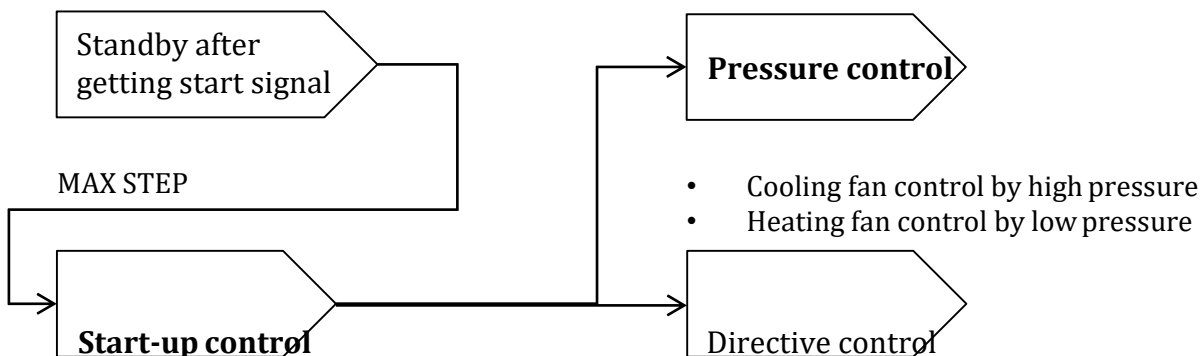 Standby after
getting start signal
Pressure control
MAX STEP
• Cooling fan control by high pressure
• Heating fan control by low pressure
Start-up control
Directive control